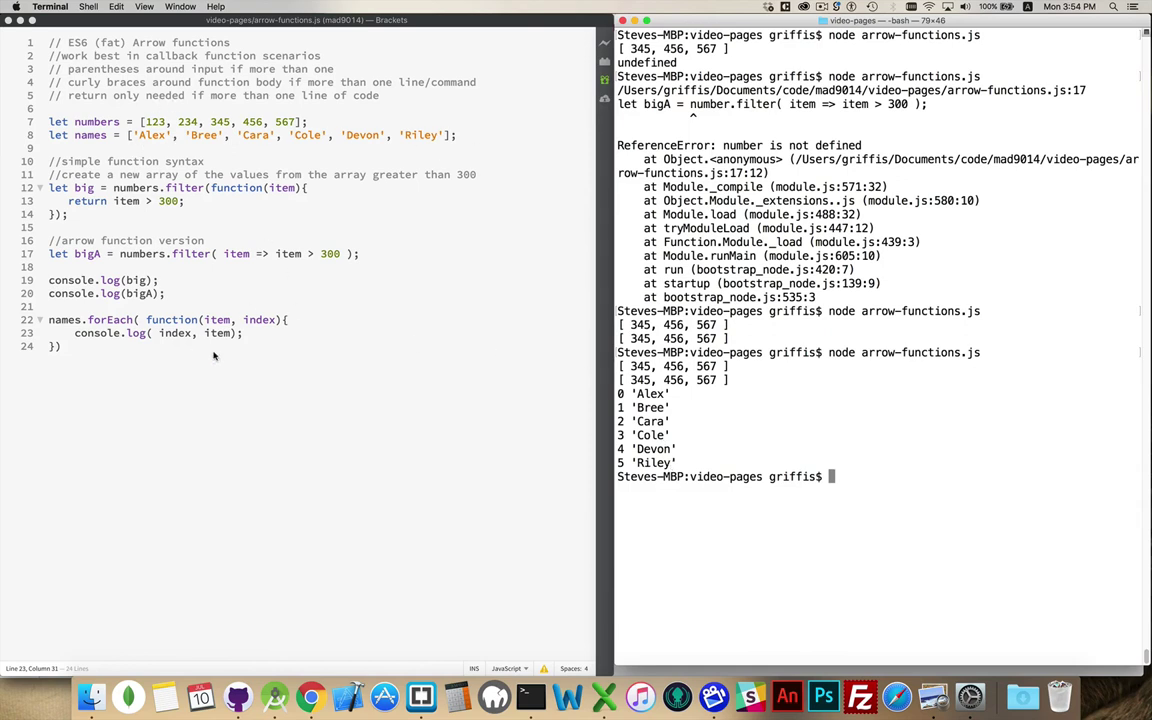 Terminal Shell Edit View Window Help
100% Mon 3:54 PM
video-pages/arrow-functions.js (mad9014) — Brackets
video-pages — -bash — 79×46
1 // ES6 (fat) Arrow functions
2 //work best in callback function scenarios
3 // parentheses around input if more than one
4 // curly braces around function body if more than one line/command
5 // return only needed if more than one line of code
6
7 let numbers = [123, 234, 345, 456, 567];
8 let names = ['Alex', 'Bree', 'Cara', 'Cole', 'Devon', 'Riley'];
9
10 //simple function syntax
11 //create a new array of the values from the array greater than 300
12 let big = numbers.filter(function(item){
13 return item > 300;
14 });
15
16 //arrow function version
17 let bigA = numbers.filter( item => item > 300 );
18
19 console.log(big);
20 console.log(bigA);
21
22 names.forEach( function(item, index){
23 console.log( index, item);
24 })
Line 23, Column 31 — 24 Lines
INS JavaScript Spaces: 4
Steves-MBP:video-pages griffis$ node arrow-functions.js
[ 345, 456, 567 ]
undefined
Steves-MBP:video-pages griffis$ node arrow-functions.js
/Users/griffis/Documents/code/mad9014/video-pages/arrow-functions.js:17
let bigA = number.filter( item => item > 300 );
^
ReferenceError: number is not defined
at Object.<anonymous> (/Users/griffis/Documents/code/mad9014/video-pages/ar
row-functions.js:17:12)
at Module._compile (module.js:571:32)
at Object.Module._extensions..js (module.js:580:10)
at Module.load (module.js:488:32)
at tryModuleLoad (module.js:447:12)
at Function.Module._load (module.js:439:3)
at Module.runMain (module.js:605:10)
at run (bootstrap_node.js:420:7)
at startup (bootstrap_node.js:139:9)
at bootstrap_node.js:535:3
Steves-MBP:video-pages griffis$ node arrow-functions.js
[ 345, 456, 567 ]
[ 345, 456, 567 ]
Steves-MBP:video-pages griffis$ node arrow-functions.js
[ 345, 456, 567 ]
[ 345, 456, 567 ]
0 'Alex'
1 'Bree'
2 'Cara'
3 'Cole'
4 'Devon'
5 'Riley'
Steves-MBP:video-pages griffis$
JUL
10
An
Ps
Fz